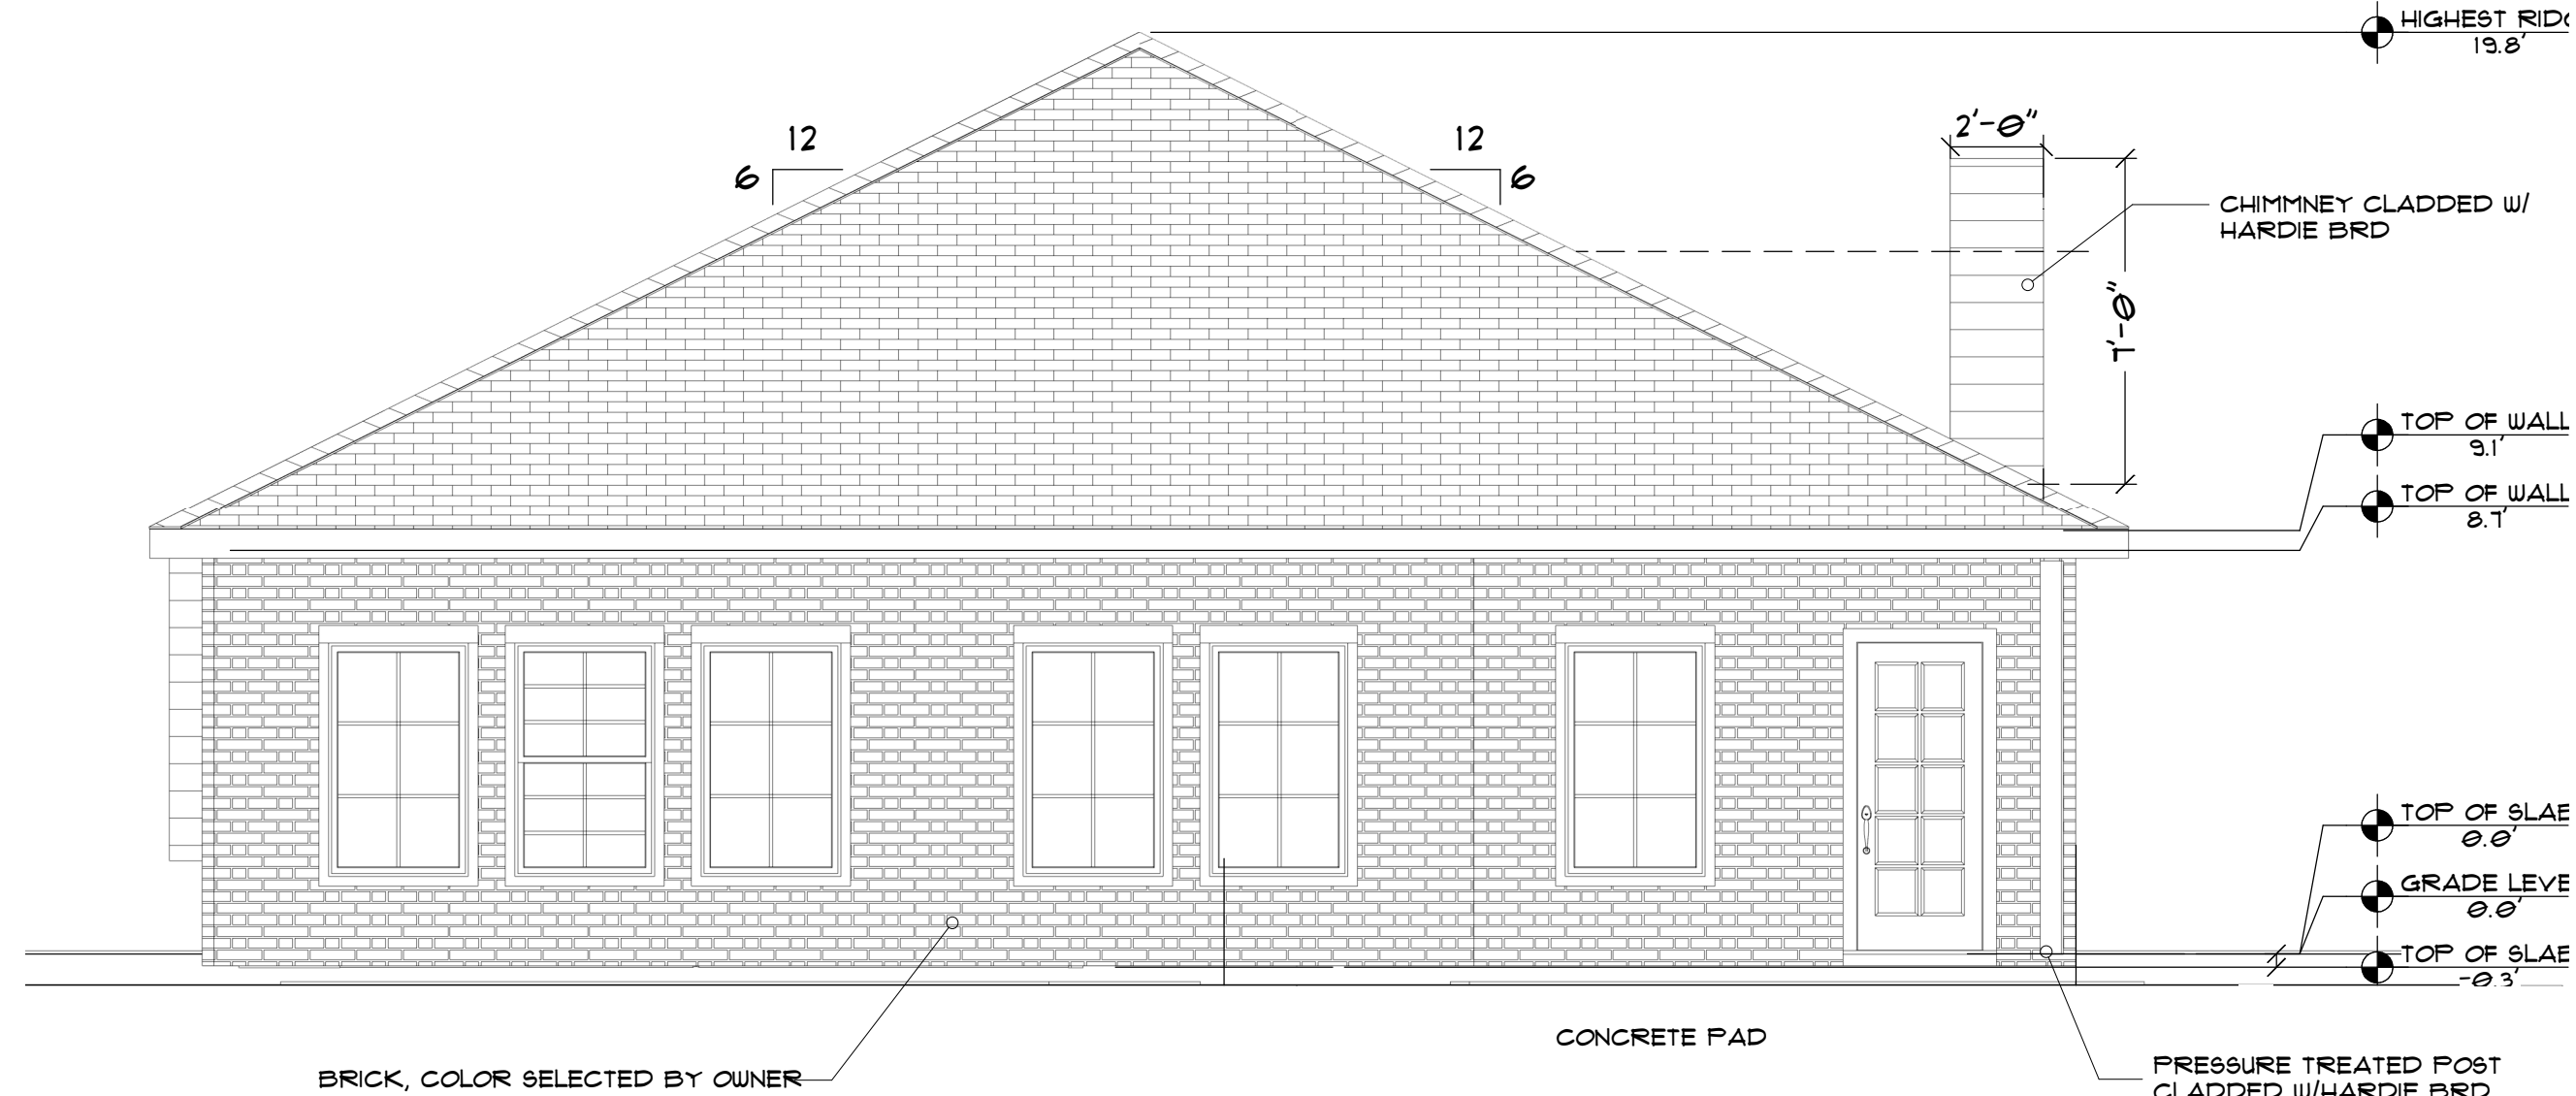 HIGHEST RIDG
19.8'
12
6
12
6
2'-0"
CHIMMNEY CLADDED W/
HARDIE BRD
7'-0"
TOP OF WALL
9.1'
TOP OF WALL
8.7'
TOP OF SLAB
0.0'
GRADE LEVE
0.0'
TOP OF SLAB
-0.3'
CONCRETE PAD
BRICK, COLOR SELECTED BY OWNER
PRESSURE TREATED POST
CLADDED W/HARDIE BRD